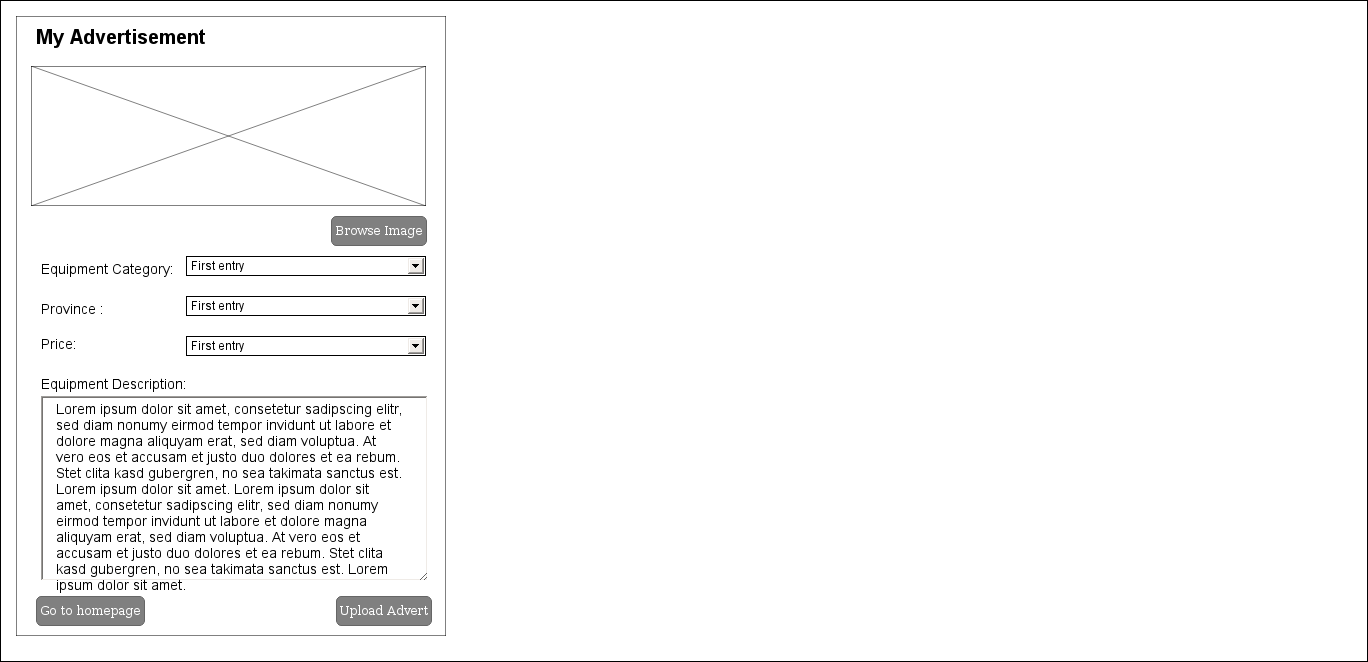 My Advertisement
Browse Image
Equipment Category:
First entry
Province :
First entry
Price:
First entry
Equipment Description:
Lorem ipsum dolor sit amet, consetetur sadipscing elitr,
sed diam nonumy eirmod tempor invidunt ut labore et
dolore magna aliquyam erat, sed diam voluptua. At
vero eos et accusam et justo duo dolores et ea rebum.
Stet clita kasd gubergren, no sea takimata sanctus est.
Lorem ipsum dolor sit amet. Lorem ipsum dolor sit
amet, consetetur sadipscing elitr, sed diam nonumy
eirmod tempor invidunt ut labore et dolore magna
aliquyam erat, sed diam voluptua. At vero eos et
accusam et justo duo dolores et ea rebum. Stet clita
kasd gubergren, no sea takimata sanctus est. Lorem
ipsum dolor sit amet.
Go to homepage
Upload Advert